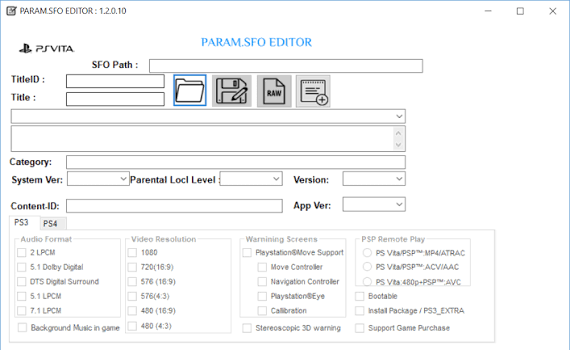 PARAM.SFO EDITOR : 1.2.0.10
PSVITA
PARAM.SFO EDITOR
SFO Path :
TitleID :
Title :
RAW
Category:
System Ver:
Parental Locl Level :
Version:
Content-ID:
App Ver:
PS3
PS4
Audio Format
2 LPCM
5.1 Dolby Digital
DTS Digital Surround
5.1 LPCM
7.1 LPCM
Background Music in game
Video Resolution
1080
720(16:9)
576 (16:9)
576(4:3)
480 (16:9)
480 (4:3)
Warnining Screens
Playstation®Move Support
Move Controller
Navigation Controller
Playstation®Eye
Callibration
Stereoscopic 3D warning
PSP Remote Play
PS Vita/PSP™:MP4/ATRAC
PS Vita/PSP™:ACV/AAC
PS Vita:480p+PSP™:AVC
Bootable
Install Package / PS3_EXTRA
Support Game Purchase